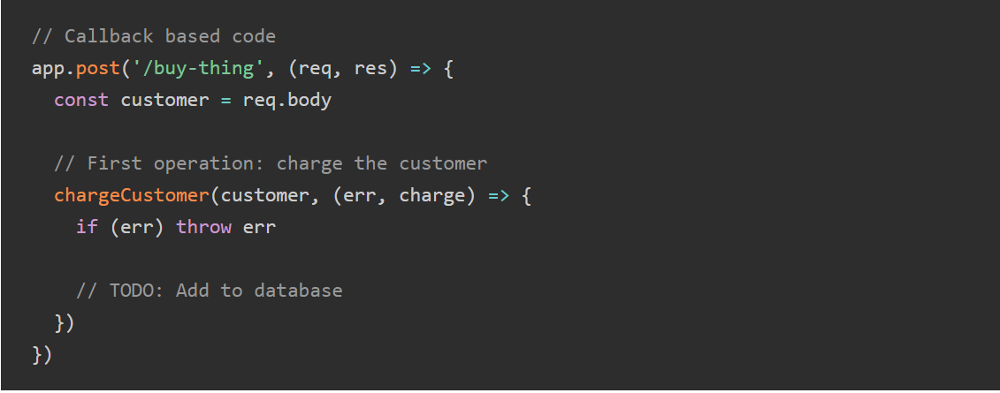 // Callback based code
app.post('/buy-thing', (req, res) => {
  const customer = req.body

  // First operation: charge the customer
  chargeCustomer(customer, (err, charge) => {
    if (err) throw err

    // TODO: Add to database
  })
})